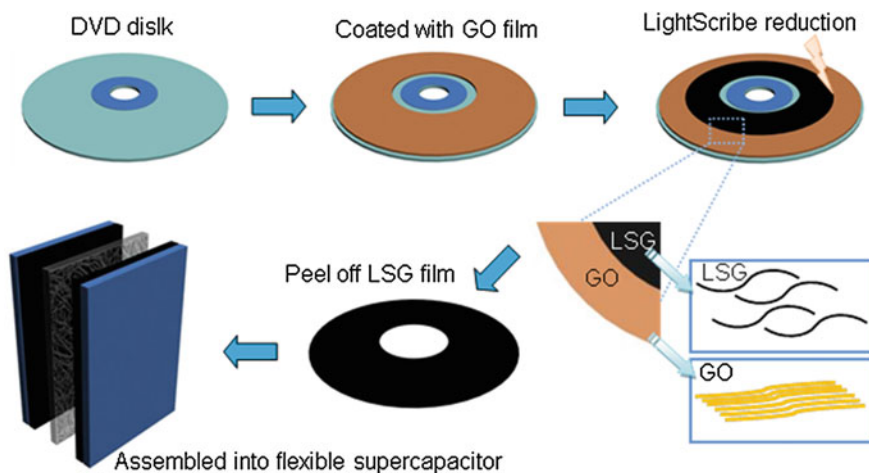 DVD dislk
Coated with GO film
LightScribe reduction
LSG
GO
LSG
GO
Peel off LSG film
Assembled into flexible supercapacitor